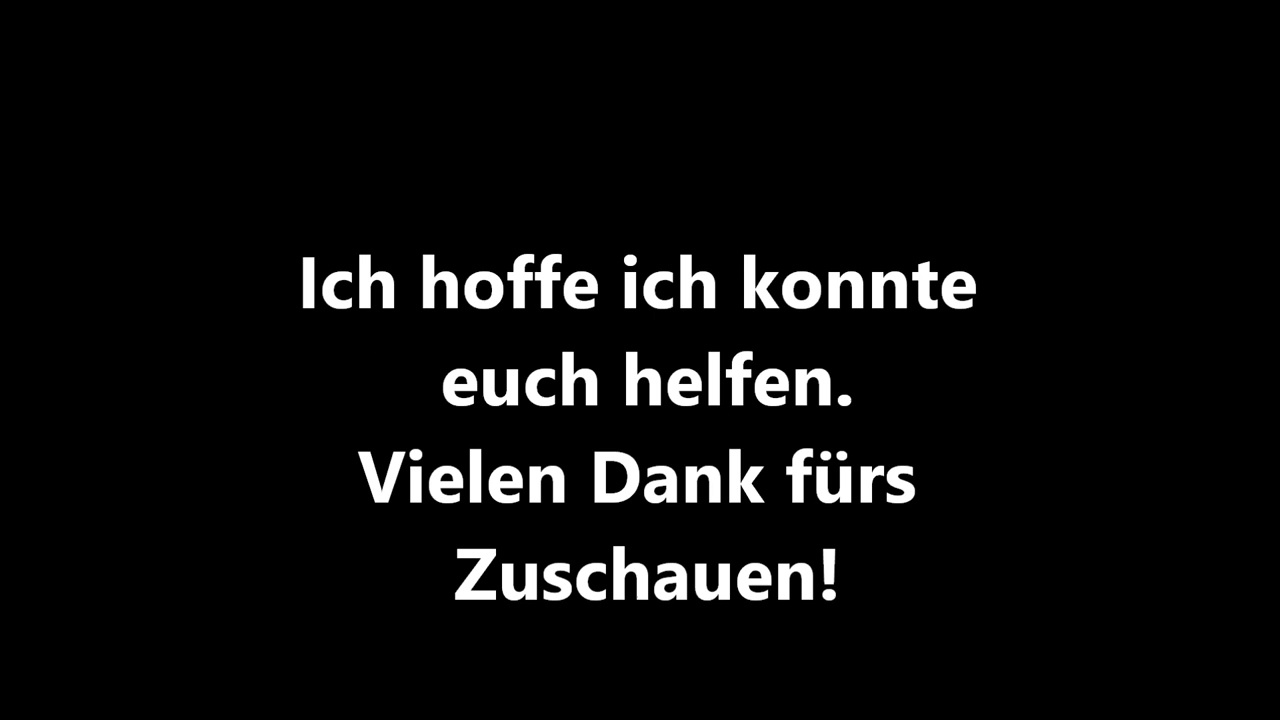 Ich hoffe ich konnte
euch helfen.
Vielen Dank fürs
Zuschauen!